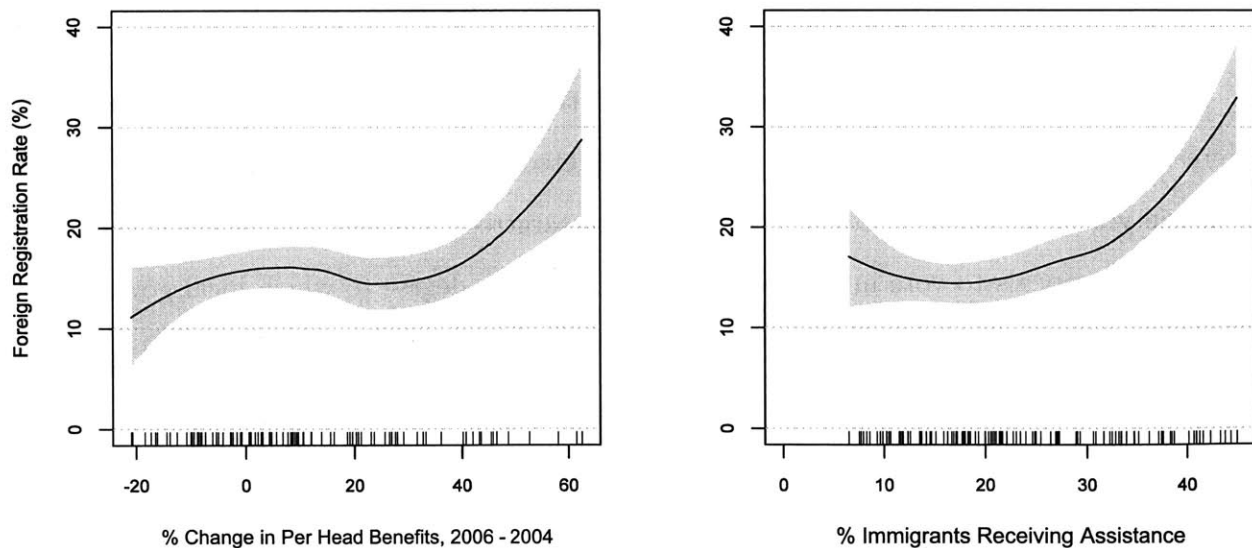 Foreign Registration Rate (%)
40
30
20
10
0
-20 0 20 40 60
% Change in Per Head Benefits, 2006 - 2004
40
30
20
10
0
0 10 20 30 40
% Immigrants Receiving Assistance